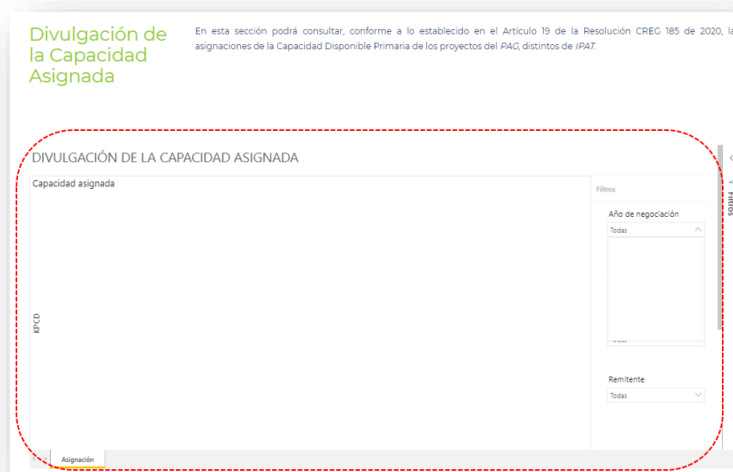 Divulgación de
la Capacidad
Asignada
En esta sección podrá consultar, conforme a lo establecido en el Artículo 19 de la Resolución CREG 185 de 2020, la
asignaciones de la Capacidad Disponible Primaria de los proyectos del PAG, distintos de IPAT.
DIVULGACIÓN DE LA CAPACIDAD ASIGNADA
Capacidad asignada
Filtros
Año de negociación
Todas
KPCD
Remitente
Todas
Asignación
Filtros